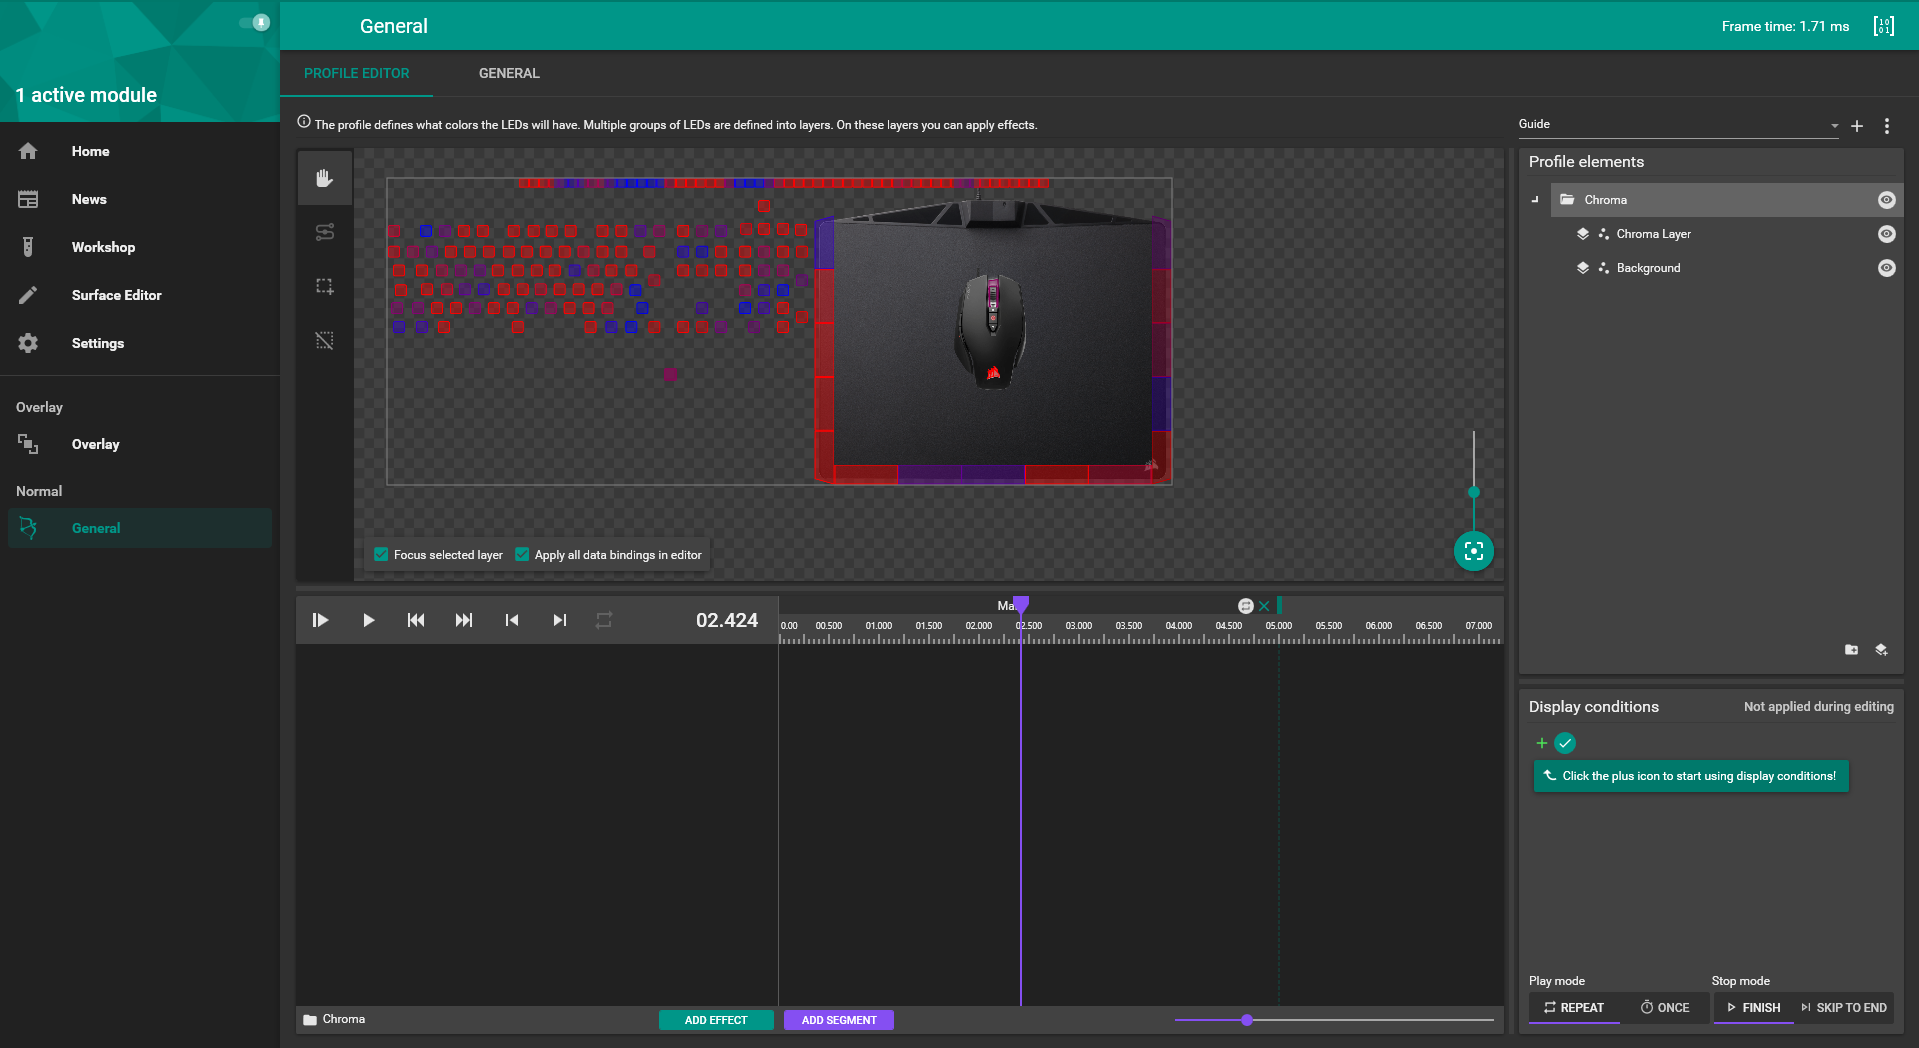 General
Frame time: 1.71 ms
1 active module
PROFILE EDITOR
GENERAL
The profile defines what colors the LEDs will have. Multiple groups of LEDs are defined into layers. On these layers you can apply effects.
Guide
Home
News
Workshop
Surface Editor
Settings
Overlay
Overlay
Normal
General
Profile elements
Chroma
Chroma Layer
Background
Focus selected layer
Apply all data bindings in editor
02.424
Ma
0.00 00.500 01.000 01.500 02.000 02.500 03.000 03.500 04.000 04.500 05.000 05.500 06.000 06.500 07.000
Display conditions
Not applied during editing
Click the plus icon to start using display conditions!
Play mode
Stop mode
REPEAT
ONCE
FINISH
SKIP TO END
Chroma
ADD EFFECT
ADD SEGMENT